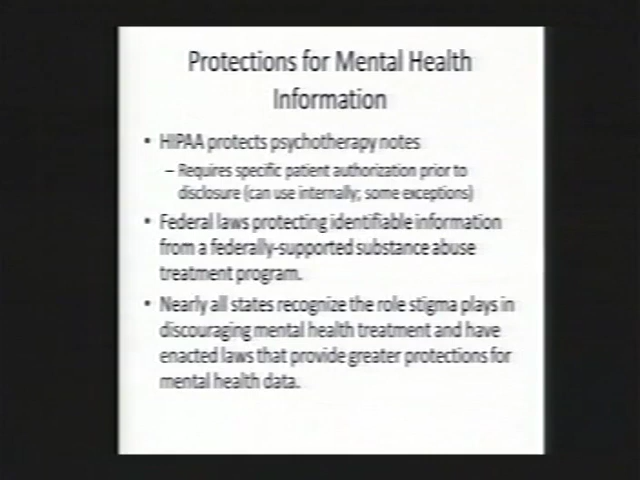 Protections for Mental Health
Information
• HIPAA protects psychotherapy notes
– Requires specific patient authorization prior to
disclosure (can use internally; some exceptions)
• Federal laws protecting identifiable information
from a federally-supported substance abuse
treatment program.
• Nearly all states recognize the role stigma plays in
discouraging mental health treatment and have
enacted laws that provide greater protections for
mental health data.